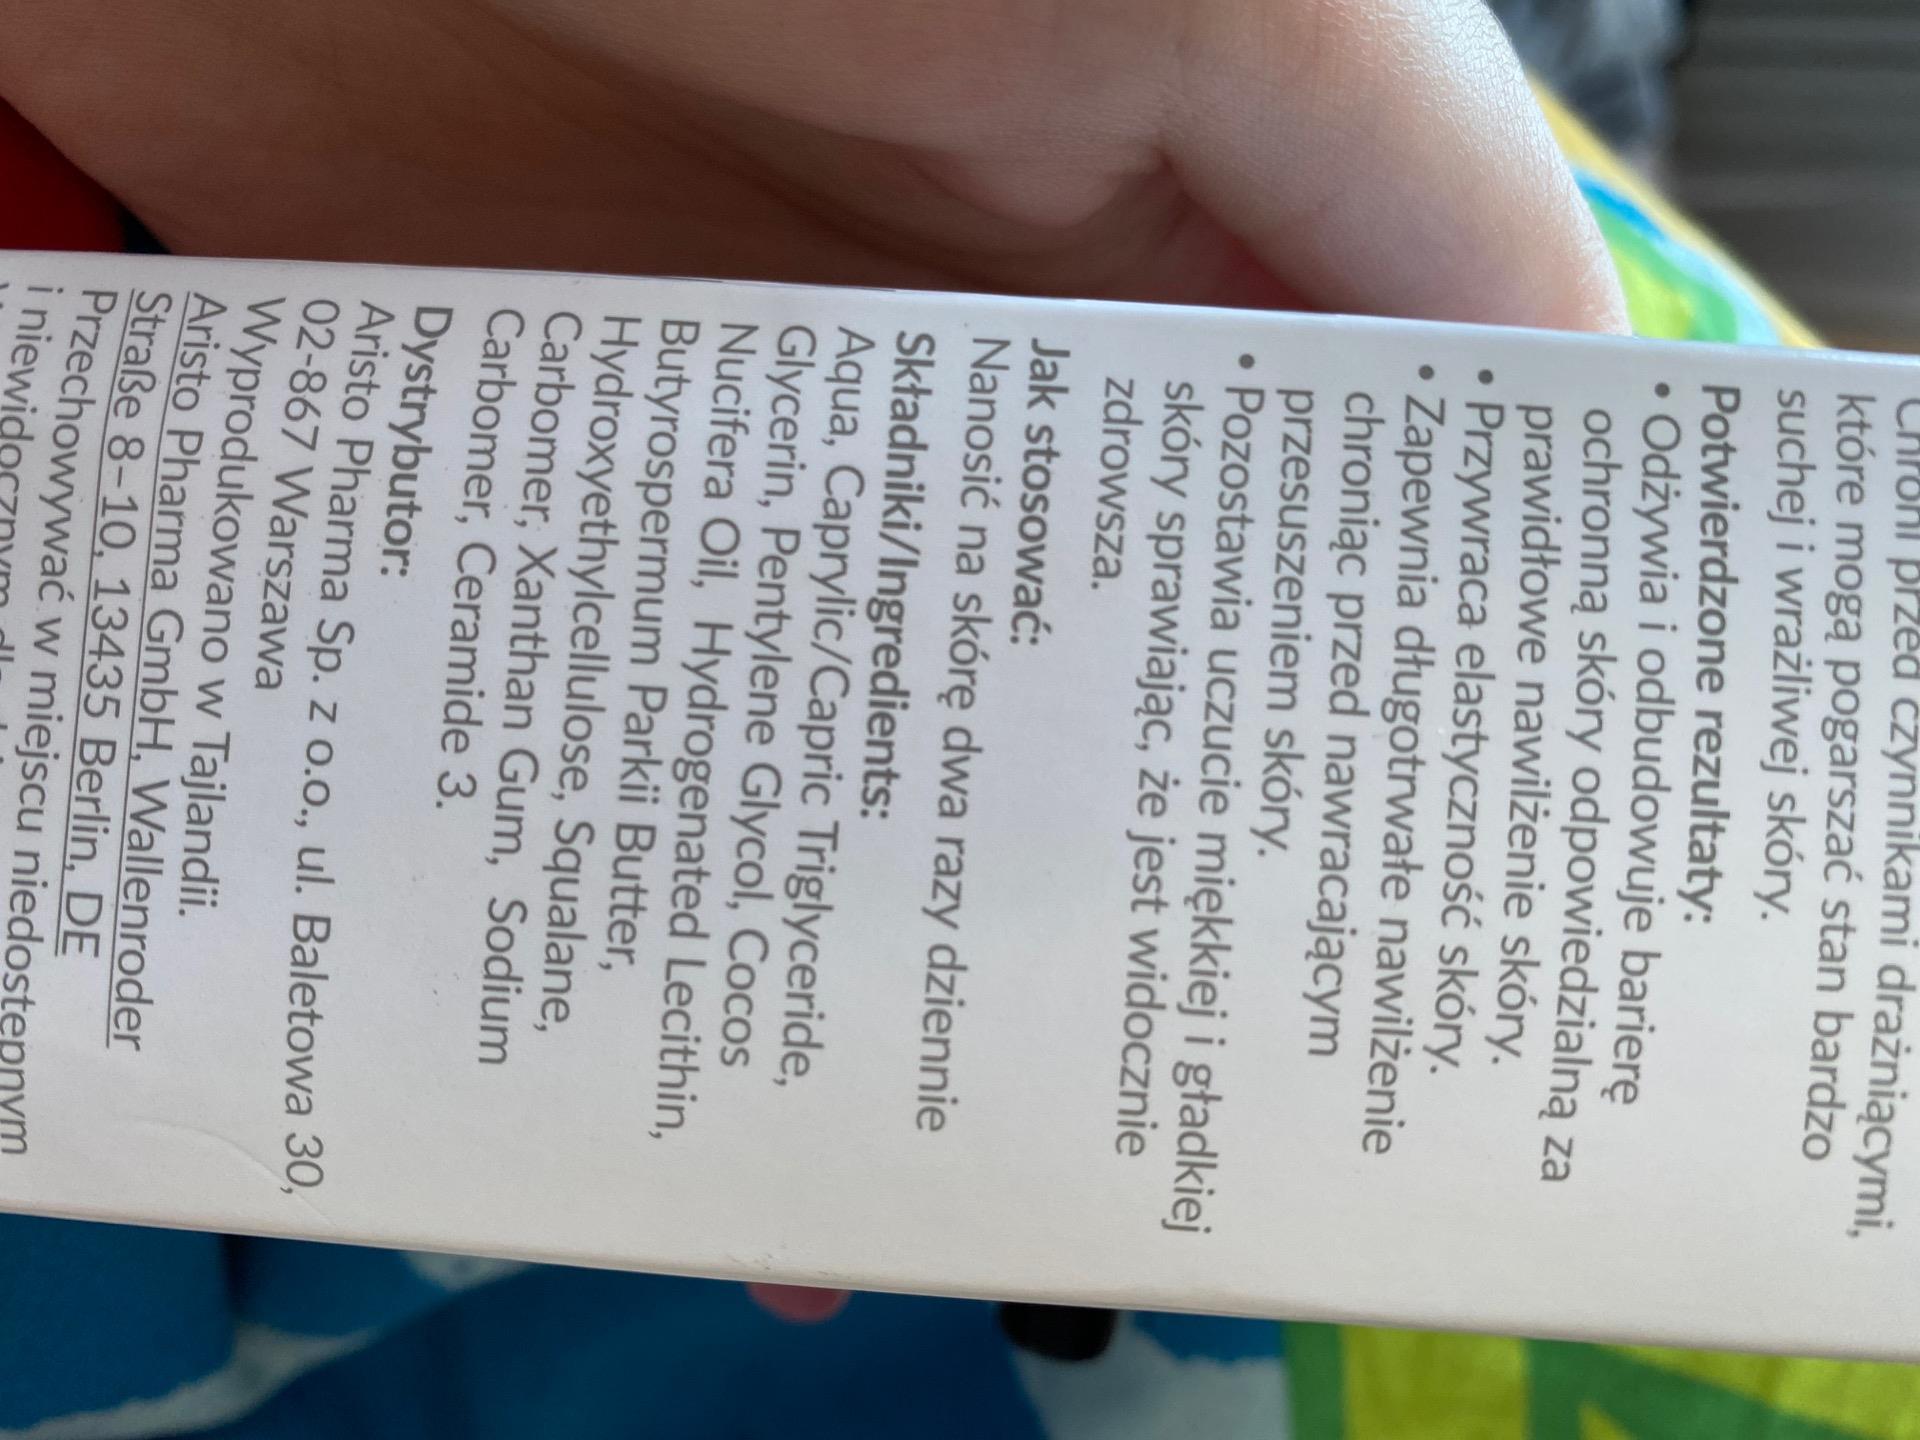 Chroni przed czynnikami drażniącymi,
które mogą pogarszać stan bardzo
suchej i wrażliwej skóry.
Potwierdzone rezultaty:
• Odżywia i odbudowuje barierę
ochronną skóry odpowiedzialną za
prawidłowe nawilżenie skóry.
• Przywraca elastyczność skóry.
• Zapewnia długotrwałe nawilżenie
chroniąc przed nawracającym
przesuszeniem skóry.
• Pozostawia uczucie miękkiej i gładkiej
skóry sprawiając, że jest widocznie
zdrowsza.
Jak stosować:
Nanosić na skórę dwa razy dziennie
Składniki/Ingredients:
Aqua, Caprylic/Capric Triglyceride,
Glycerin, Pentylene Glycol, Cocos
Nucifera Oil, Hydrogenated Lecithin,
Butyrospermum Parkii Butter,
Hydroxyethylcellulose, Squalane,
Carbomer, Xanthan Gum, Sodium
Carbomer, Ceramide 3.
Dystrybutor:
Aristo Pharma Sp. z o.o., ul. Baletowa 30,
02-867 Warszawa
Wyprodukowano w Tajlandii.
Aristo Pharma GmbH, Wallenroder
Straße 8–10, 13435 Berlin, DE
Przechowywać w miejscu niedostępnym
i niewidocznym dla